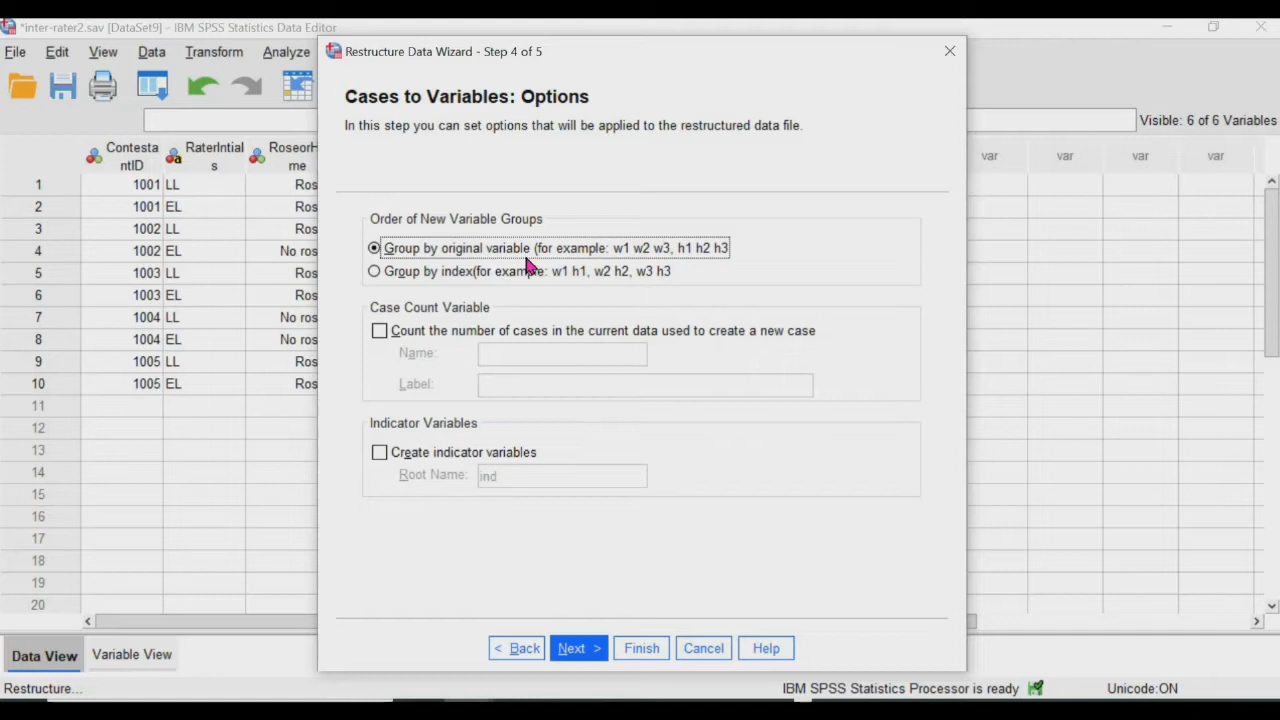 *inter-rater2.sav [DataSet9] - IBM SPSS Statistics Data Editor
File Edit View Data Transform Analyze
Restructure Data Wizard - Step 4 of 5
Cases to Variables: Options
In this step you can set options that will be applied to the restructured data file.
Visible: 6 of 6 Variables
Contesta
ntID
RaterIntial
s
RoseorH
me
var var var var
1 1001 LL Ros
2 1001 EL Ros
3 1002 LL Ros
4 1002 EL No ros
5 1003 LL Ros
6 1003 EL Ros
7 1004 LL No ros
8 1004 EL No ros
9 1005 LL Ros
10 1005 EL Ros
11
12
13
14
15
16
17
18
19
20
Order of New Variable Groups
Group by original variable (for example: w1 w2 w3, h1 h2 h3
Group by index(for example: w1 h1, w2 h2, w3 h3
Case Count Variable
Count the number of cases in the current data used to create a new case
Name:
Label:
Indicator Variables
Create indicator variables
Root Name: ind
< Back Next > Finish Cancel Help
Data View Variable View
Restructure... IBM SPSS Statistics Processor is ready Unicode:ON